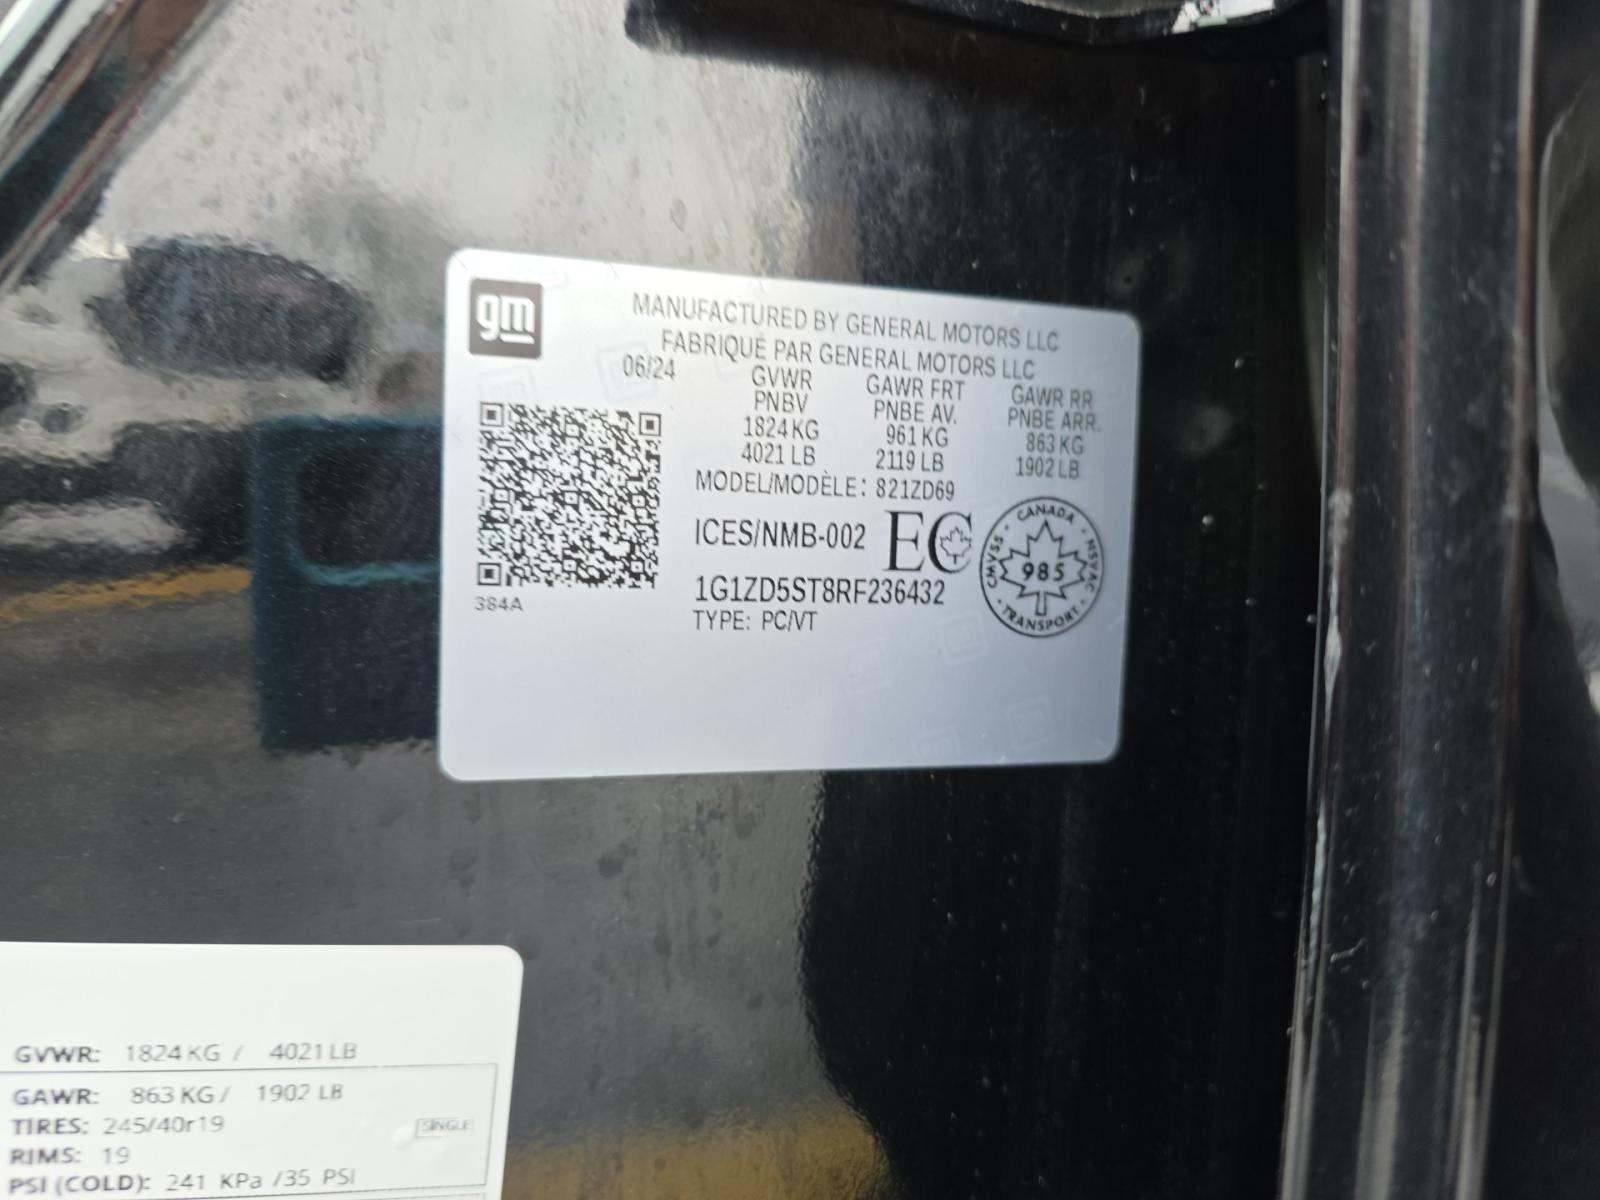 gm
MANUFACTURED BY GENERAL MOTORS LLC
FABRIQUÉ PAR GENERAL MOTORS LLC
06/24
GVWR GAWR FRT GAWR RR
PNBV PNBE AV. PNBE ARR.
1824 KG 961 KG 863 KG
4021 LB 2119 LB 1902 LB
MODEL/MODÈLE: 821ZD69
ICES/NMB-002 EC
CANADA
CMVSS 985 NSVAC
TRANSPORT
1G1ZD5ST8RF236432
384A
TYPE: PC/VT
GVWR: 1824 KG / 4021 LB
GAWR: 863 KG / 1902 LB
TIRES: 245/40r19 SINGLE
RIMS: 19
PSI (COLD): 241 KPa /35 PSI